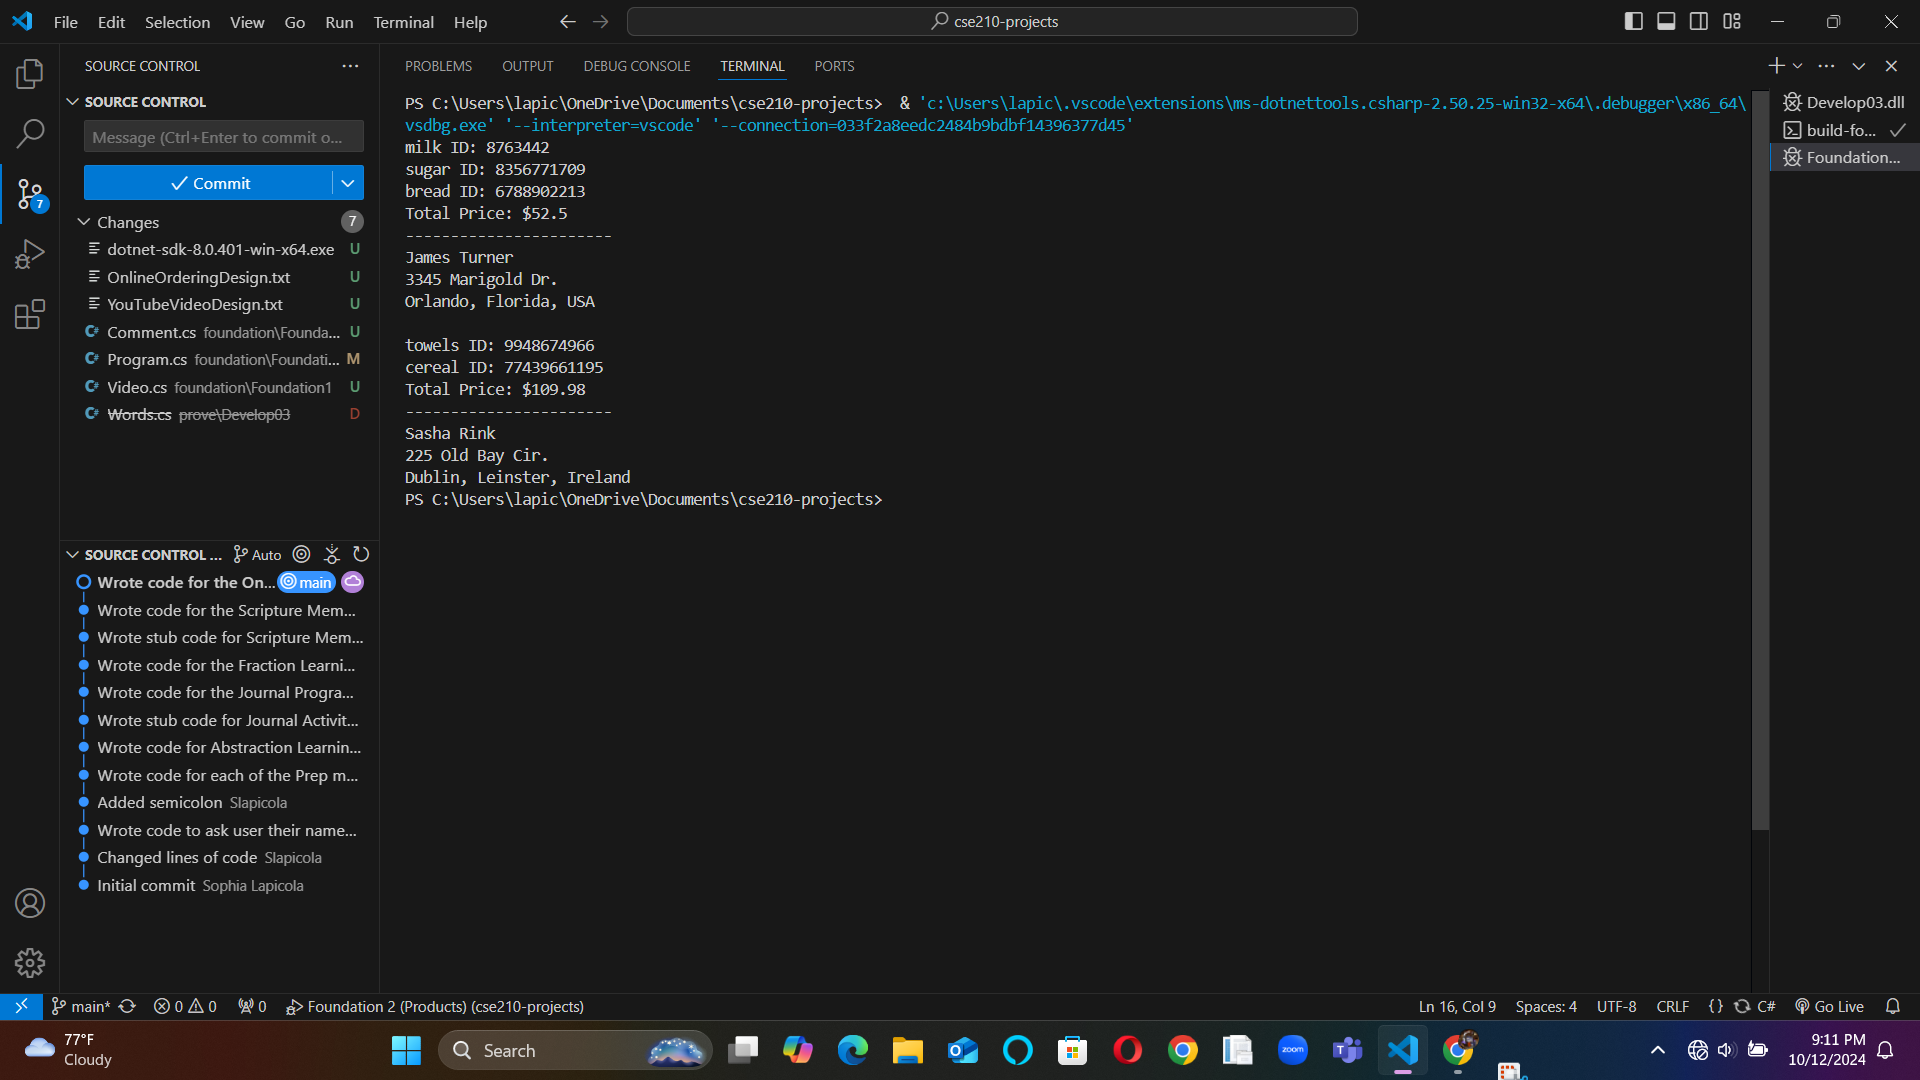 File Edit Selection View Go Run Terminal Help
cse210-projects
SOURCE CONTROL
SOURCE CONTROL
Message (Ctrl+Enter to commit o...
Commit
7
Changes 7
dotnet-sdk-8.0.401-win-x64.exe U
OnlineOrderingDesign.txt U
YouTubeVideoDesign.txt U
Comment.cs foundation\Founda... U
Program.cs foundation\Foundati... M
Video.cs foundation\Foundation1 U
Words.cs prove\Develop03 D
SOURCE CONTROL ... Auto
Wrote code for the On... main
Wrote code for the Scripture Mem...
Wrote stub code for Scripture Mem...
Wrote code for the Fraction Learni...
Wrote code for the Journal Progra...
Wrote stub code for Journal Activit...
Wrote code for Abstraction Learnin...
Wrote code for each of the Prep m...
Added semicolon Slapicola
Wrote code to ask user their name...
Changed lines of code Slapicola
Initial commit Sophia Lapicola
PROBLEMS OUTPUT DEBUG CONSOLE TERMINAL PORTS
PS C:\Users\lapic\OneDrive\Documents\cse210-projects>  & 'c:\Users\lapic\.vscode\extensions\ms-dotnettools.csharp-2.50.25-win32-x64\.debugger\x86_64\
vsdbg.exe' '--interpreter=vscode' '--connection=033f2a8eedc2484b9bdbf14396377d45'
milk ID: 8763442
sugar ID: 8356771709
bread ID: 6788902213
Total Price: $52.5
-----------------------
James Turner
3345 Marigold Dr.
Orlando, Florida, USA
towels ID: 9948674966
cereal ID: 77439661195
Total Price: $109.98
-----------------------
Sasha Rink
225 Old Bay Cir.
Dublin, Leinster, Ireland
PS C:\Users\lapic\OneDrive\Documents\cse210-projects>
Develop03.dll
build-fo...
Foundation...
main* 0 0 0 Foundation 2 (Products) (cse210-projects)
Ln 16, Col 9 Spaces: 4 UTF-8 CRLF {} C# Go Live
77°F
Cloudy
Search
zoom
9:11 PM
10/12/2024